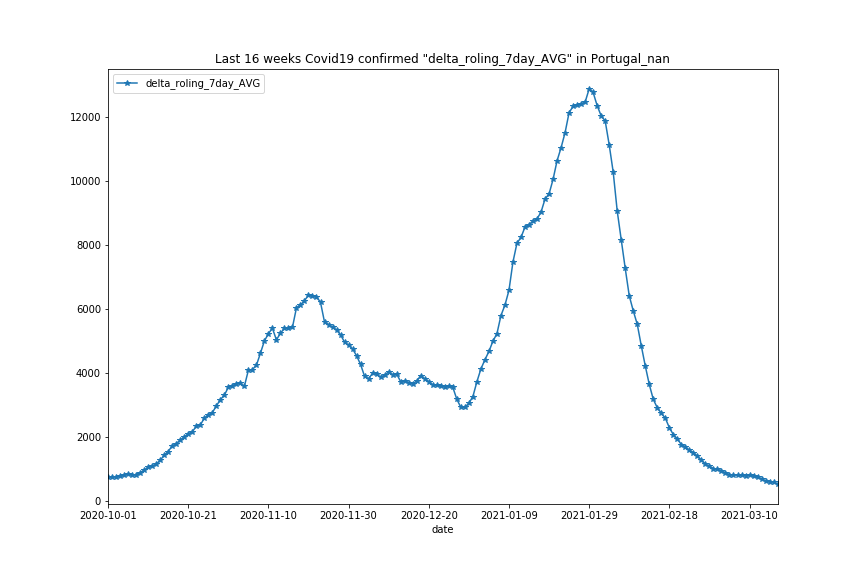 Last 16 weeks Covid19 confirmed "delta_roling_7day_AVG" in Portugal_nan
delta_roling_7day_AVG
12000
10000
8000
6000
4000
2000
0
2020-10-01 2020-10-21 2020-11-10 2020-11-30 2020-12-20 2021-01-09 2021-01-29 2021-02-18 2021-03-10
date